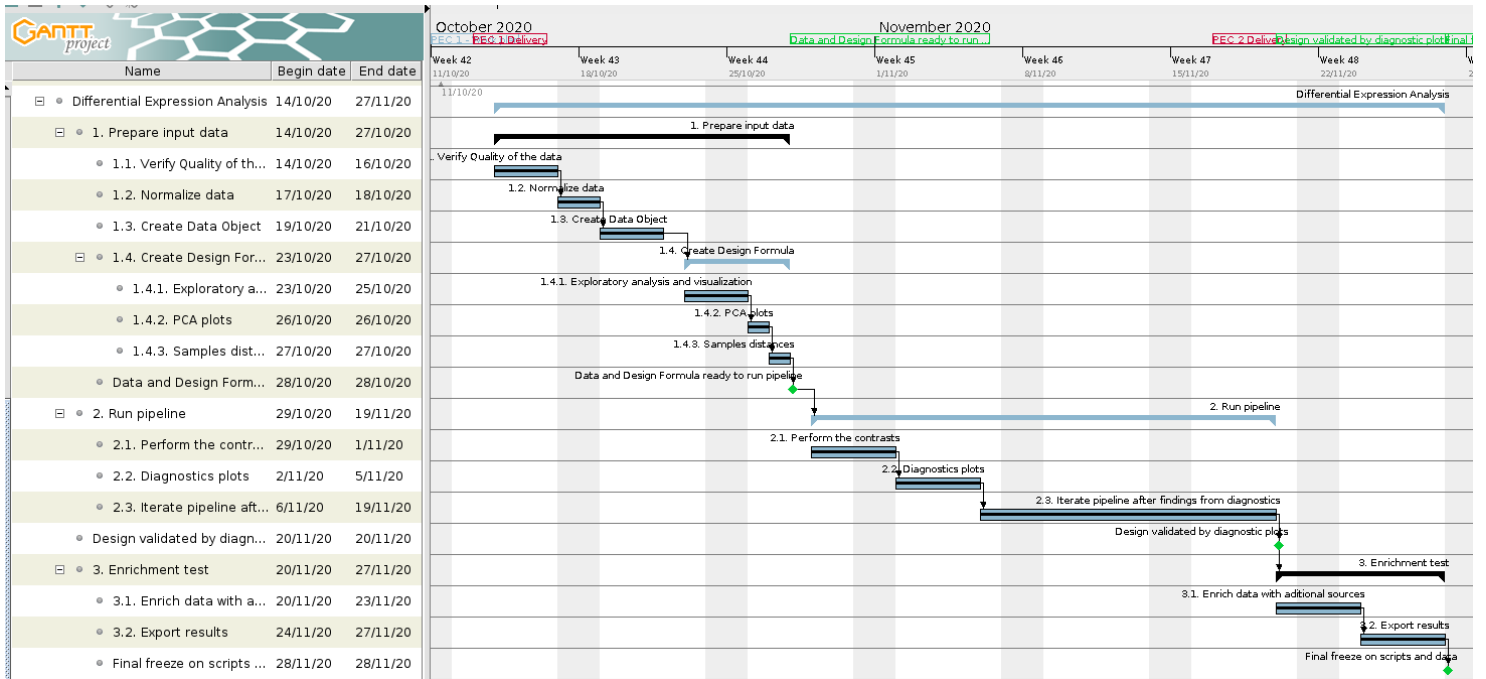 GANTT
project
October 2020
November 2020
PEC 1 -
PEC 1 Delivery
Data and Design Formula ready to run ...
PEC 2 Delivery
Design validated by diagnostic plots
Final f
Name Begin date End date
Week 42 Week 43 Week 44 Week 45 Week 46 Week 47 Week 48
11/10/20 18/10/20 25/10/20 1/11/20 8/11/20 15/11/20 22/11/20
11/10/20
Differential Expression Analysis 14/10/20 27/11/20
Differential Expression Analysis
1. Prepare input data 14/10/20 27/10/20
1. Prepare input data
1.1. Verify Quality of th... 14/10/20 16/10/20
. Verify Quality of the data
1.2. Normalize data 17/10/20 18/10/20
1.2. Normalize data
1.3. Create Data Object 19/10/20 21/10/20
1.3. Create Data Object
1.4. Create Design For... 23/10/20 27/10/20
1.4. Create Design Formula
1.4.1. Exploratory a... 23/10/20 25/10/20
1.4.1. Exploratory analysis and visualization
1.4.2. PCA plots 26/10/20 26/10/20
1.4.2. PCA plots
1.4.3. Samples dist... 27/10/20 27/10/20
1.4.3. Samples distances
Data and Design Form... 28/10/20 28/10/20
Data and Design Formula ready to run pipeline
2. Run pipeline 29/10/20 19/11/20
2. Run pipeline
2.1. Perform the contr... 29/10/20 1/11/20
2.1. Perform the contrasts
2.2. Diagnostics plots 2/11/20 5/11/20
2.2. Diagnostics plots
2.3. Iterate pipeline aft... 6/11/20 19/11/20
2.3. Iterate pipeline after findings from diagnostics
Design validated by diagn... 20/11/20 20/11/20
Design validated by diagnostic plots
3. Enrichment test 20/11/20 27/11/20
3. Enrichment test
3.1. Enrich data with a... 20/11/20 23/11/20
3.1. Enrich data with aditional sources
3.2. Export results 24/11/20 27/11/20
3.2. Export results
Final freeze on scripts ... 28/11/20 28/11/20
Final freeze on scripts and data